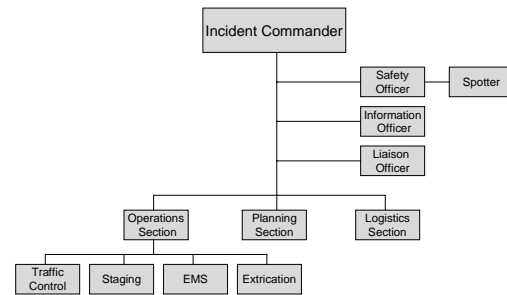 Incident Commander
Safety
Officer
Spotter
Information
Officer
Liaison
Officer
Operations
Section
Planning
Section
Logistics
Section
Traffic
Control
Staging
EMS
Extrication